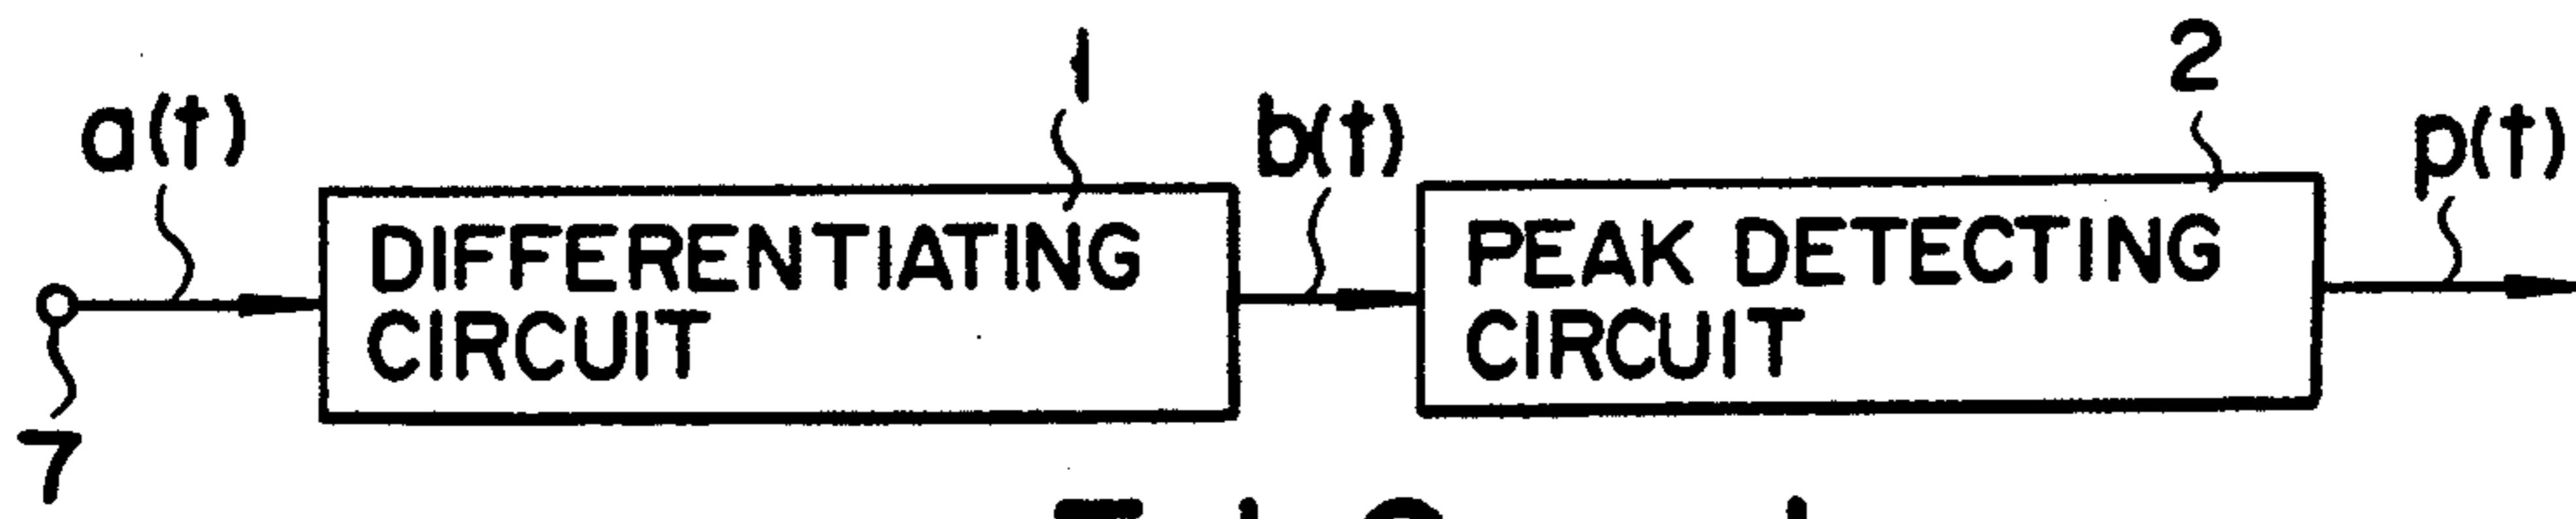 a(t)
1
b(t)
2
p(t)
DIFFERENTIATING
CIRCUIT
PEAK DETECTING
CIRCUIT
7